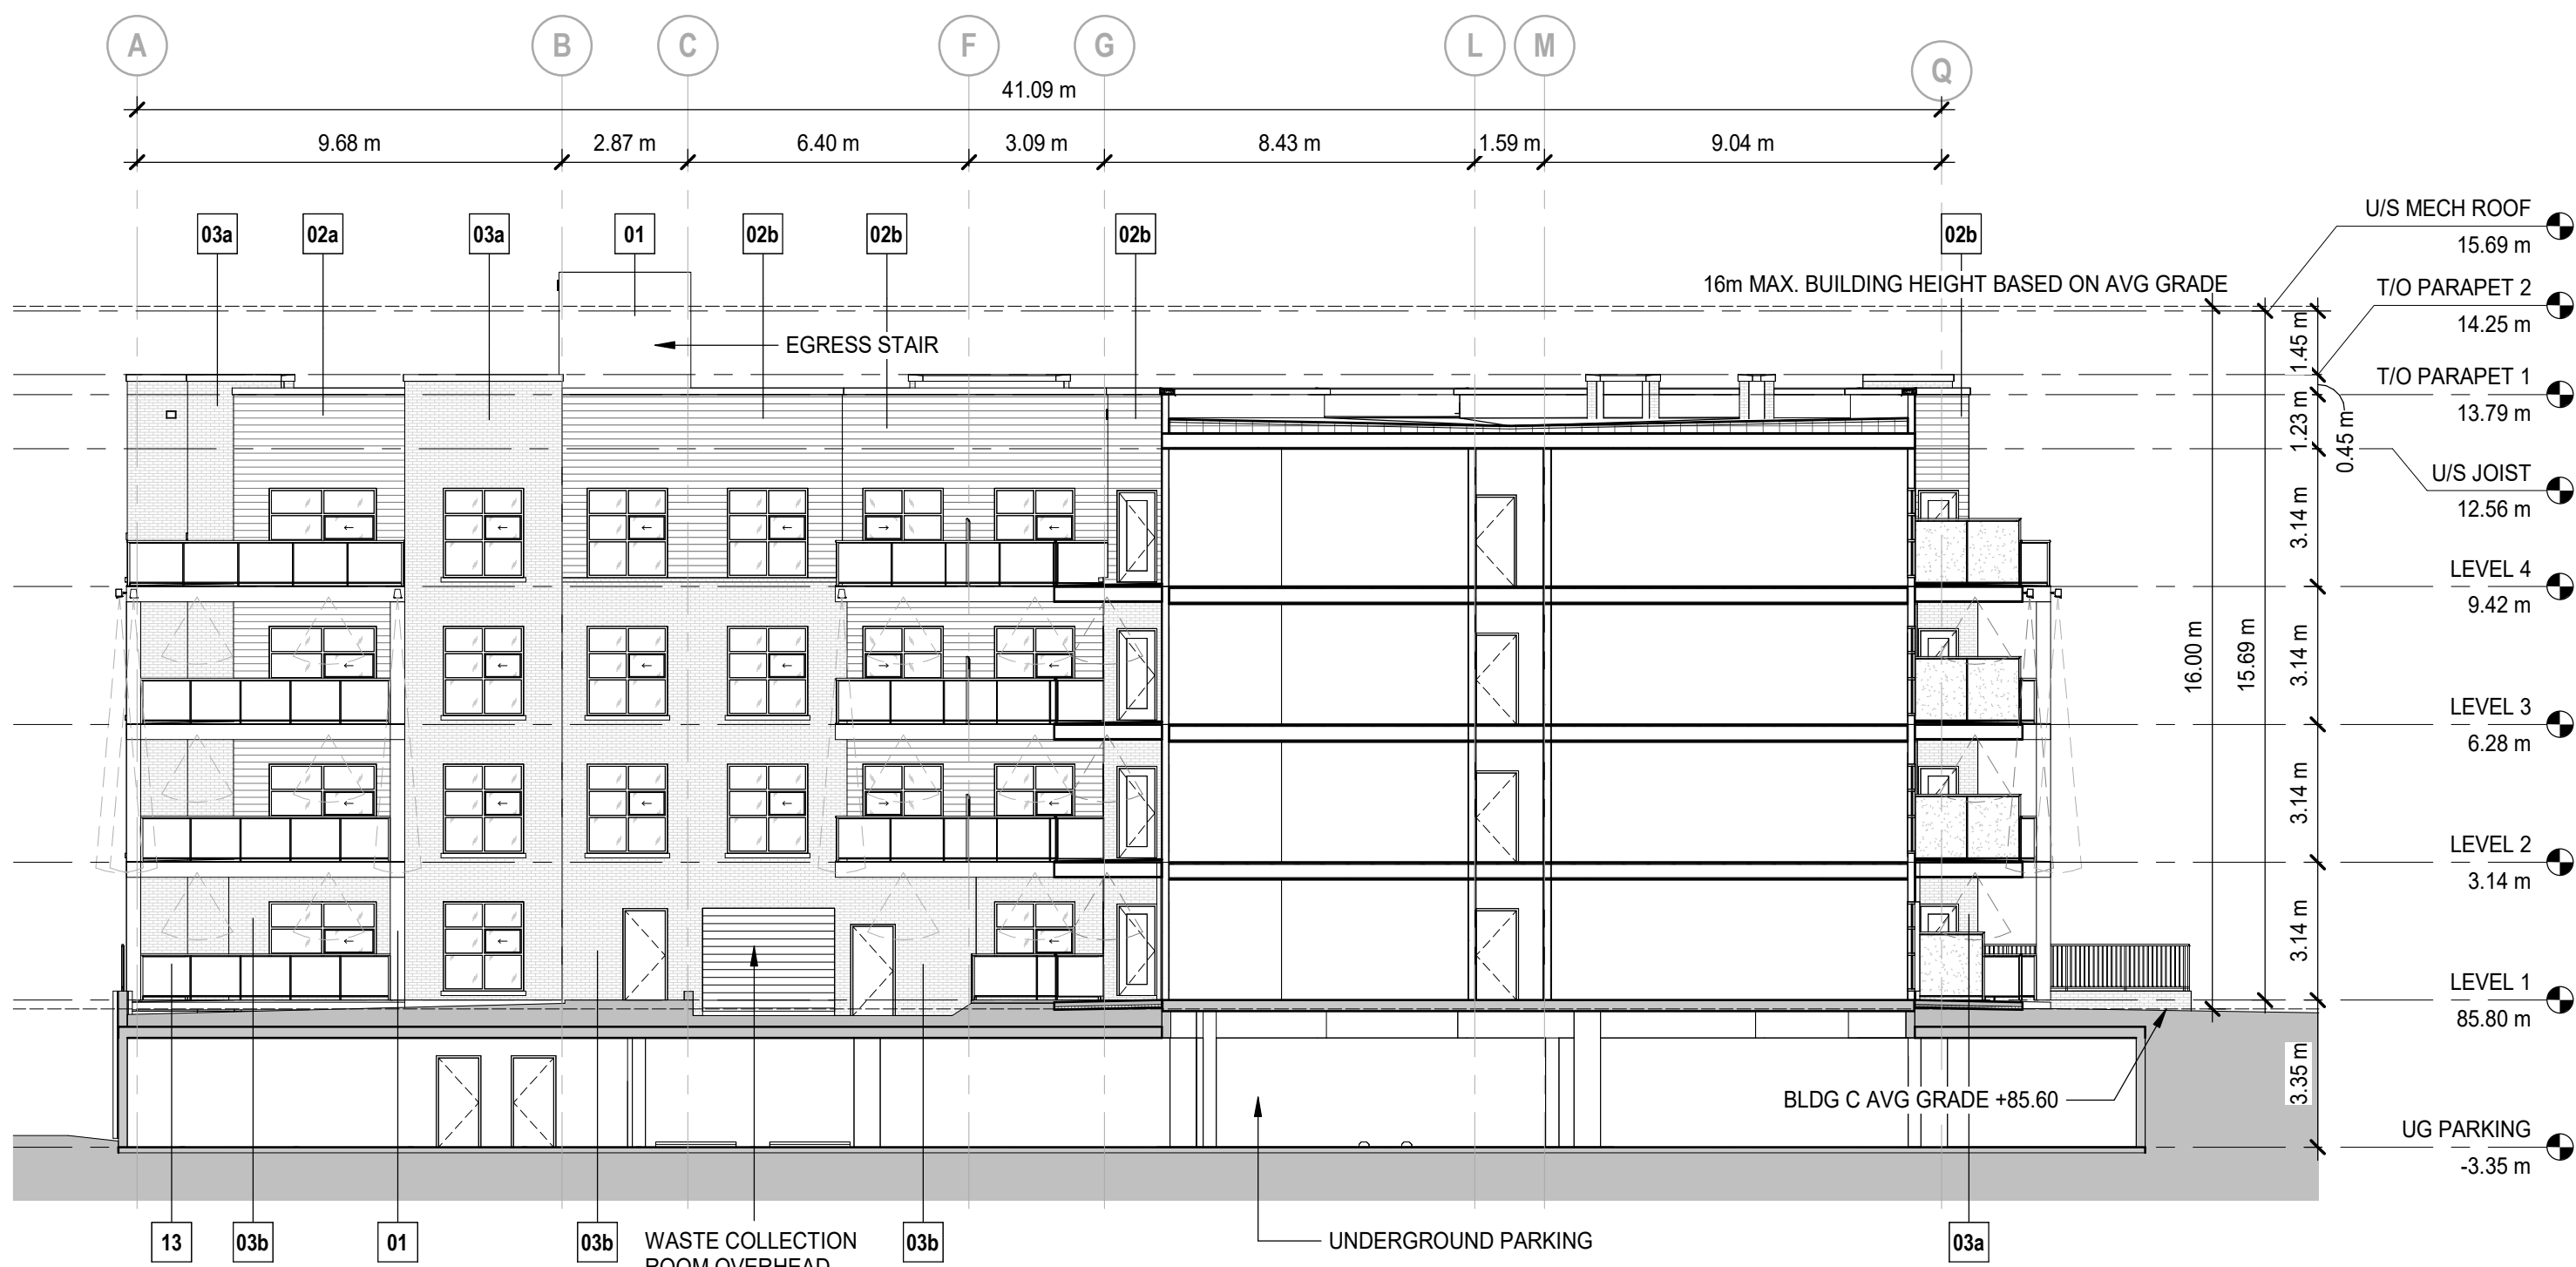 A B C F G L M Q
41.09 m
9.68 m 2.87 m 6.40 m 3.09 m 8.43 m 1.59 m 9.04 m
03a 02a 03a 01 02b 02b 02b 02b
U/S MECH ROOF
15.69 m
16m MAX. BUILDING HEIGHT BASED ON AVG GRADE
T/O PARAPET 2
14.25 m
EGRESS STAIR
T/O PARAPET 1
13.79 m
U/S JOIST
12.56 m
LEVEL 4
9.42 m
LEVEL 3
6.28 m
LEVEL 2
3.14 m
LEVEL 1
85.80 m
UG PARKING
-3.35 m
1.45 m
1.23 m
0.45 m
3.14 m
3.14 m
3.14 m
3.14 m
3.35 m
16.00 m
15.69 m
BLDG C AVG GRADE +85.60
13 03b 01 03b 03b 03a
WASTE COLLECTION
ROOM OVERHEAD
UNDERGROUND PARKING